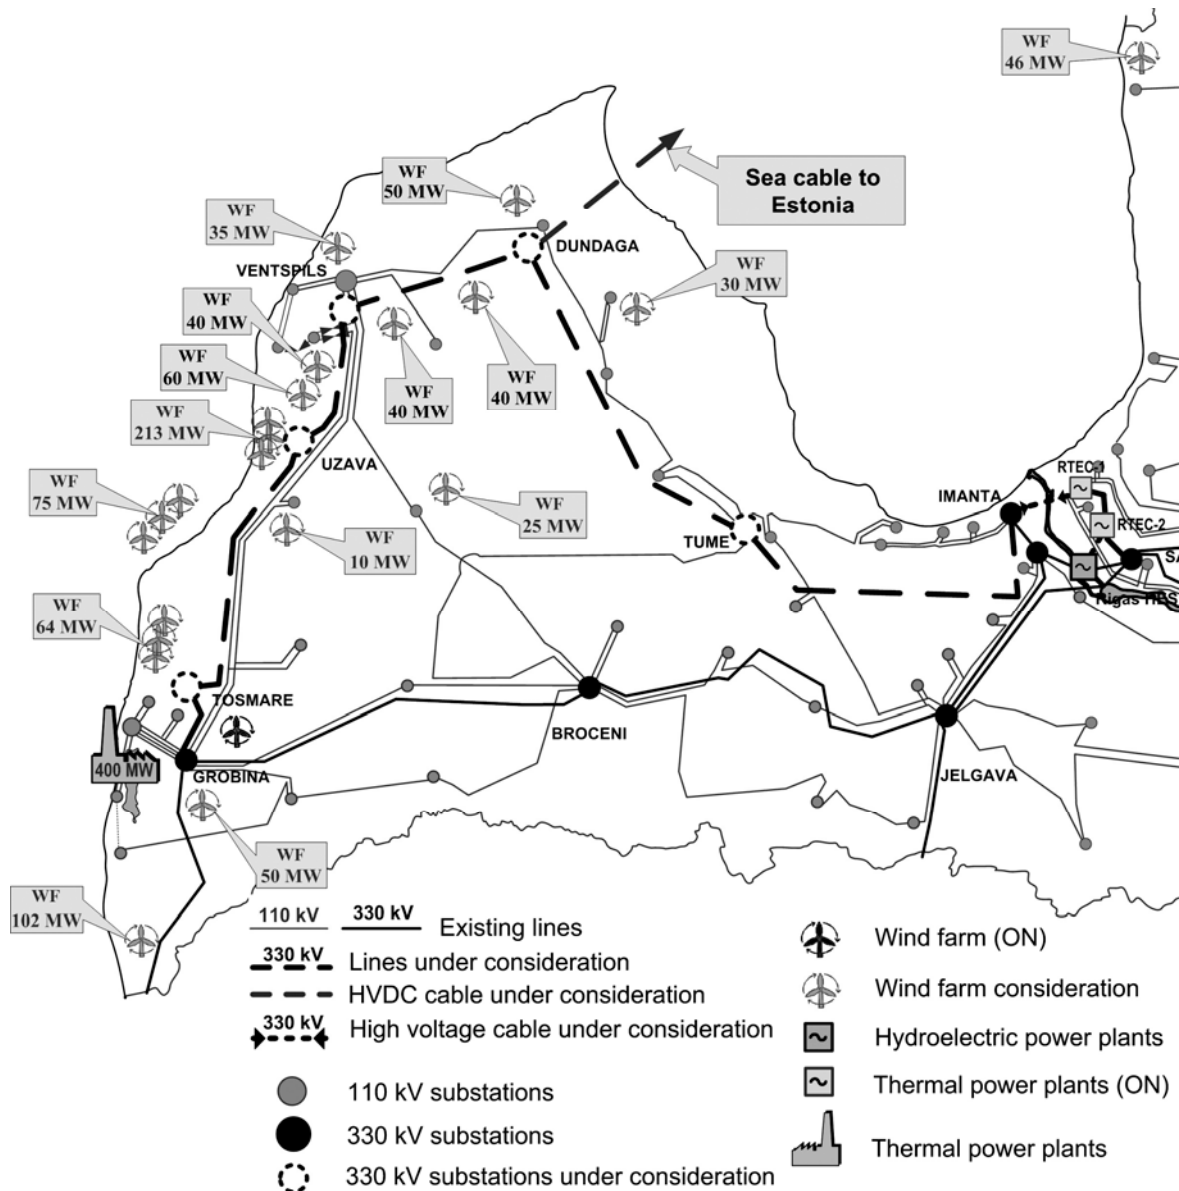 WF
46 MW
WF
50 MW
Sea cable to
Estonia
WF
35 MW
DUNDAGA
VENTSPILS
WF
30 MW
WF
40 MW
WF
60 MW
WF
40 MW
WF
40 MW
WF
213 MW
UZAVA
RTEC-1
WF
75 MW
IMANTA
WF
25 MW
RTEC-2
WF
10 MW
TUME
SA
Rigas HES
WF
64 MW
TOSMARE
BROCENI
400 MW
GROBINA
JELGAVA
WF
50 MW
WF
102 MW
110 kV 330 kV Existing lines
330 kV Lines under consideration
HVDC cable under consideration
330 kV High voltage cable under consideration
110 kV substations
330 kV substations
330 kV substations under consideration
Wind farm (ON)
Wind farm consideration
Hydroelectric power plants
Thermal power plants (ON)
Thermal power plants